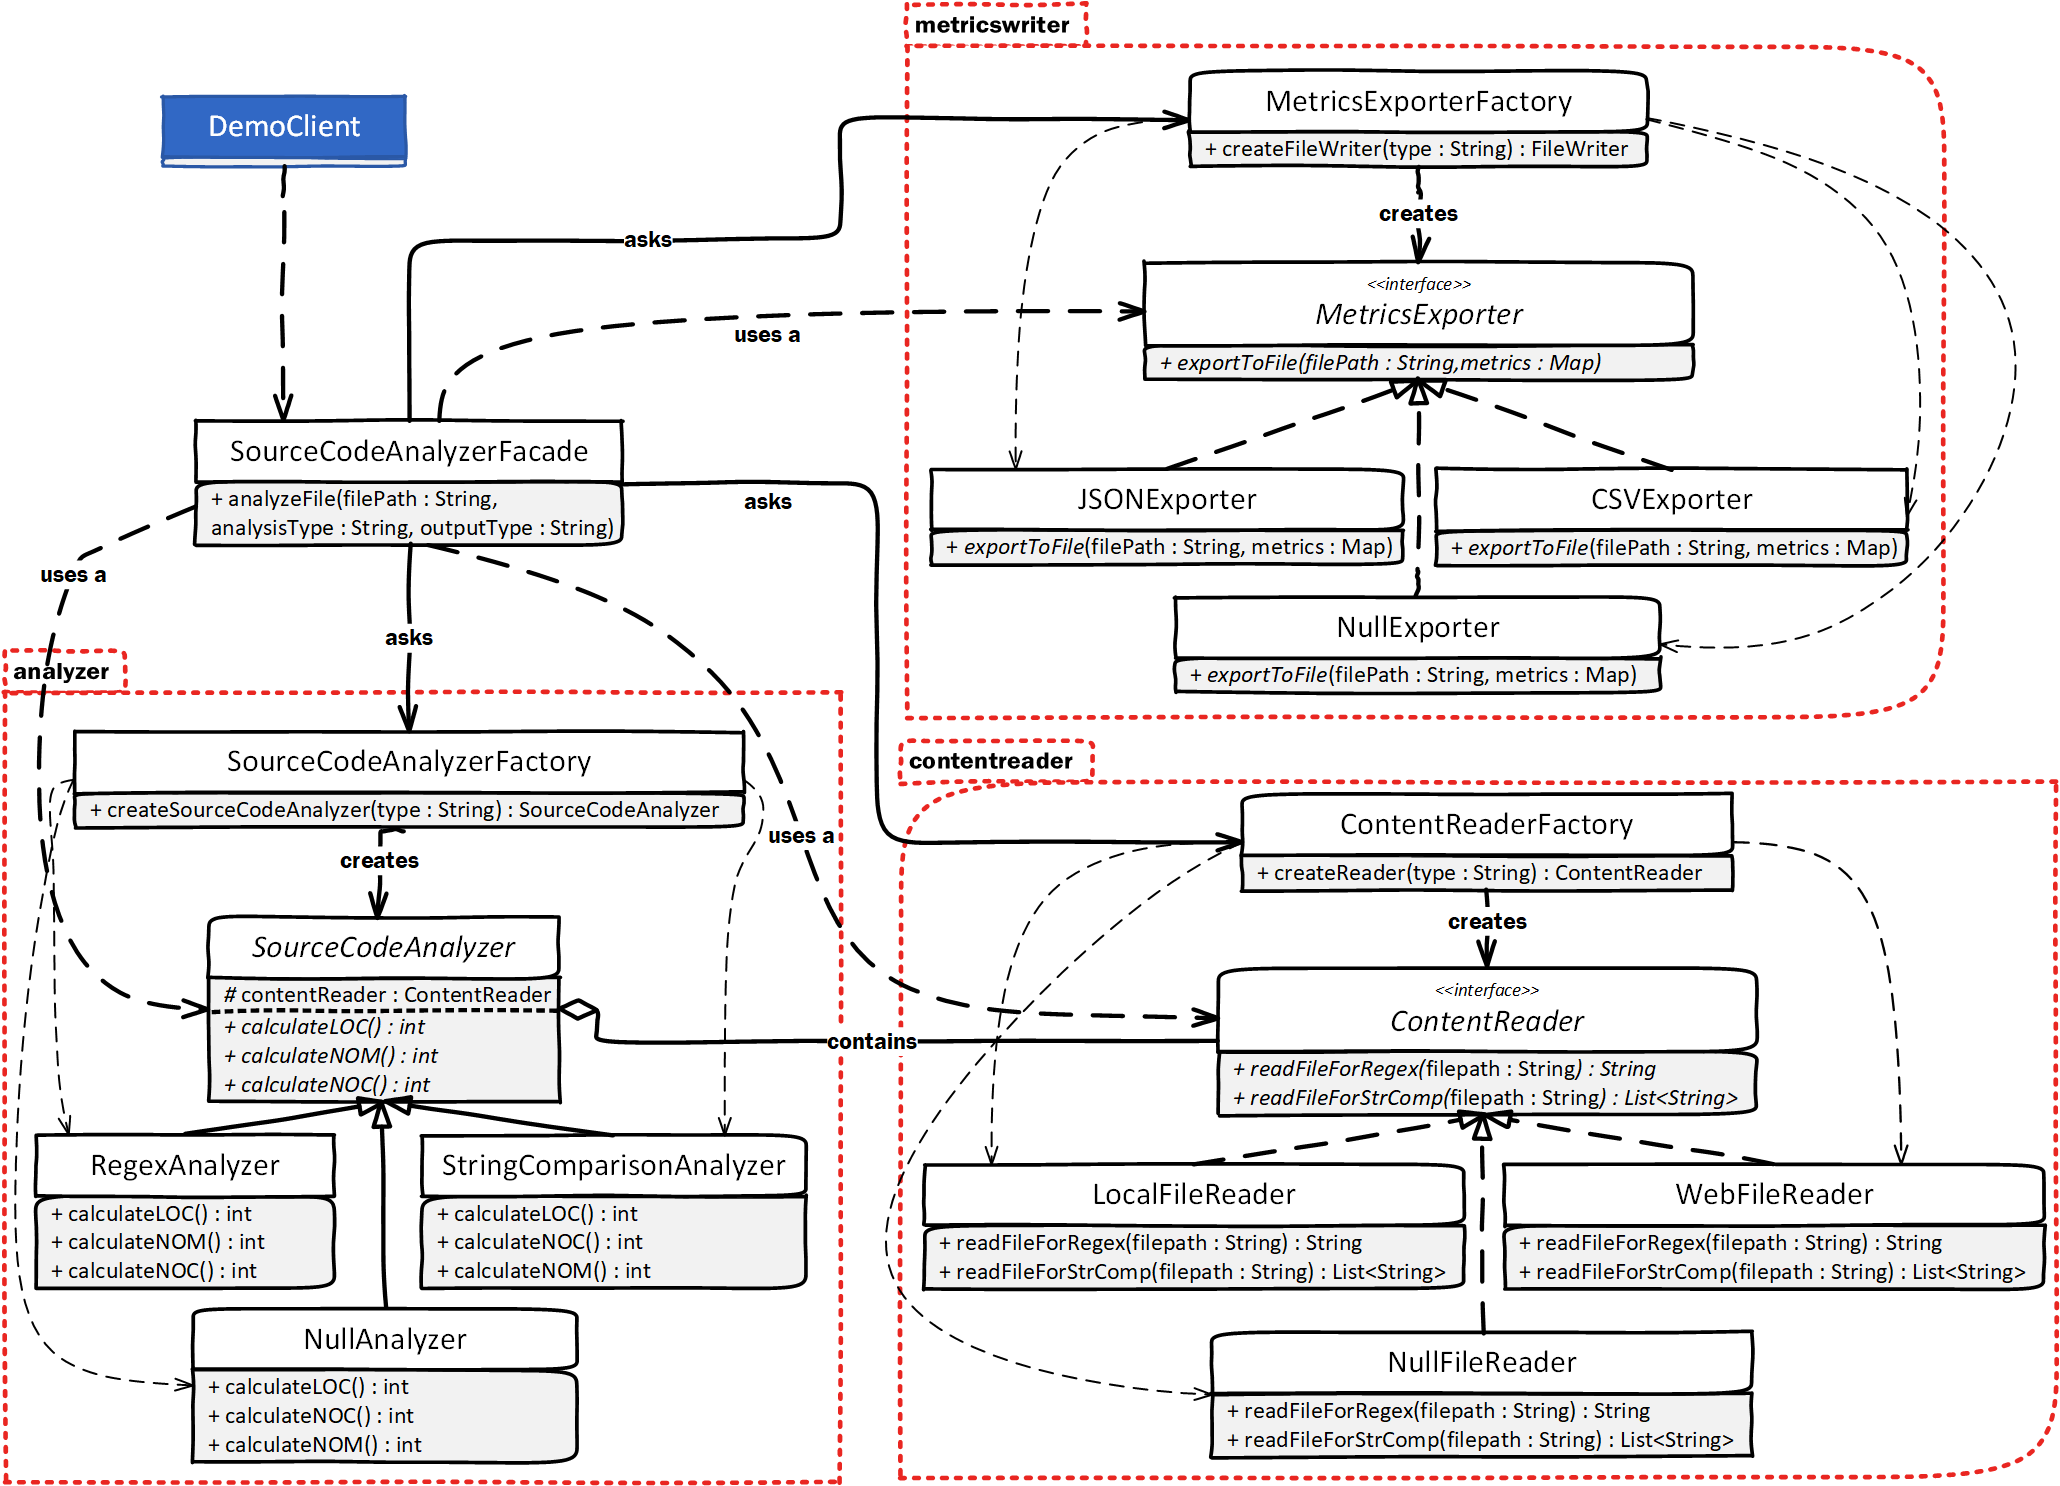 metricswriter
MetricsExporterFactory
+ createFileWriter(type : String) : FileWriter
DemoClient
creates
asks
<<interface>>
MetricsExporter
+ exportToFile(filePath : String,metrics : Map)
uses a
SourceCodeAnalyzerFacade
+ analyzeFile(filePath : String,
analysisType : String, outputType : String)
asks
JSONExporter
+ exportToFile(filePath : String, metrics : Map)
CSVExporter
+ exportToFile(filePath : String, metrics : Map)
uses a
asks
NullExporter
+ exportToFile(filePath : String, metrics : Map)
analyzer
SourceCodeAnalyzerFactory
+ createSourceCodeAnalyzer(type : String) : SourceCodeAnalyzer
contentreader
ContentReaderFactory
+ createReader(type : String) : ContentReader
uses a
creates
creates
SourceCodeAnalyzer
# contentReader : ContentReader
+ calculateLOC() : int
+ calculateNOM() : int
+ calculateNOC() : int
contains
<<interface>>
ContentReader
+ readFileForRegex(filepath : String) : String
+ readFileForStrComp(filepath : String) : List<String>
RegexAnalyzer
+ calculateLOC() : int
+ calculateNOM() : int
+ calculateNOC() : int
StringComparisonAnalyzer
+ calculateLOC() : int
+ calculateNOC() : int
+ calculateNOM() : int
LocalFileReader
+ readFileForRegex(filepath : String) : String
+ readFileForStrComp(filepath : String) : List<String>
WebFileReader
+ readFileForRegex(filepath : String) : String
+ readFileForStrComp(filepath : String) : List<String>
NullAnalyzer
+ calculateLOC() : int
+ calculateNOC() : int
+ calculateNOM() : int
NullFileReader
+ readFileForRegex(filepath : String) : String
+ readFileForStrComp(filepath : String) : List<String>